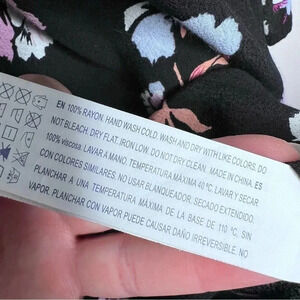 EN 100% RAYON. HAND WASH COLD. WASH AND DRY WITH LIKE COLORS. DO
NOT BLEACH. DRY FLAT. IRON LOW. DO NOT DRY CLEAN. MADE IN CHINA. ES
100% viscosa. LAVAR A MANO. TEMPERATURA MÁXIMA 40 ºC. LAVAR Y SECAR
CON COLORES SIMILARES. NO USAR BLANQUEADOR. SECADO EXTENDIDO.
PLANCHAR A UNA TEMPERATURA MÁXIMA DE LA BASE DE 110 ºC, SIN
VAPOR. PLANCHAR CON VAPOR PUEDE CAUSAR DAÑO IRREVERSIBLE. NO